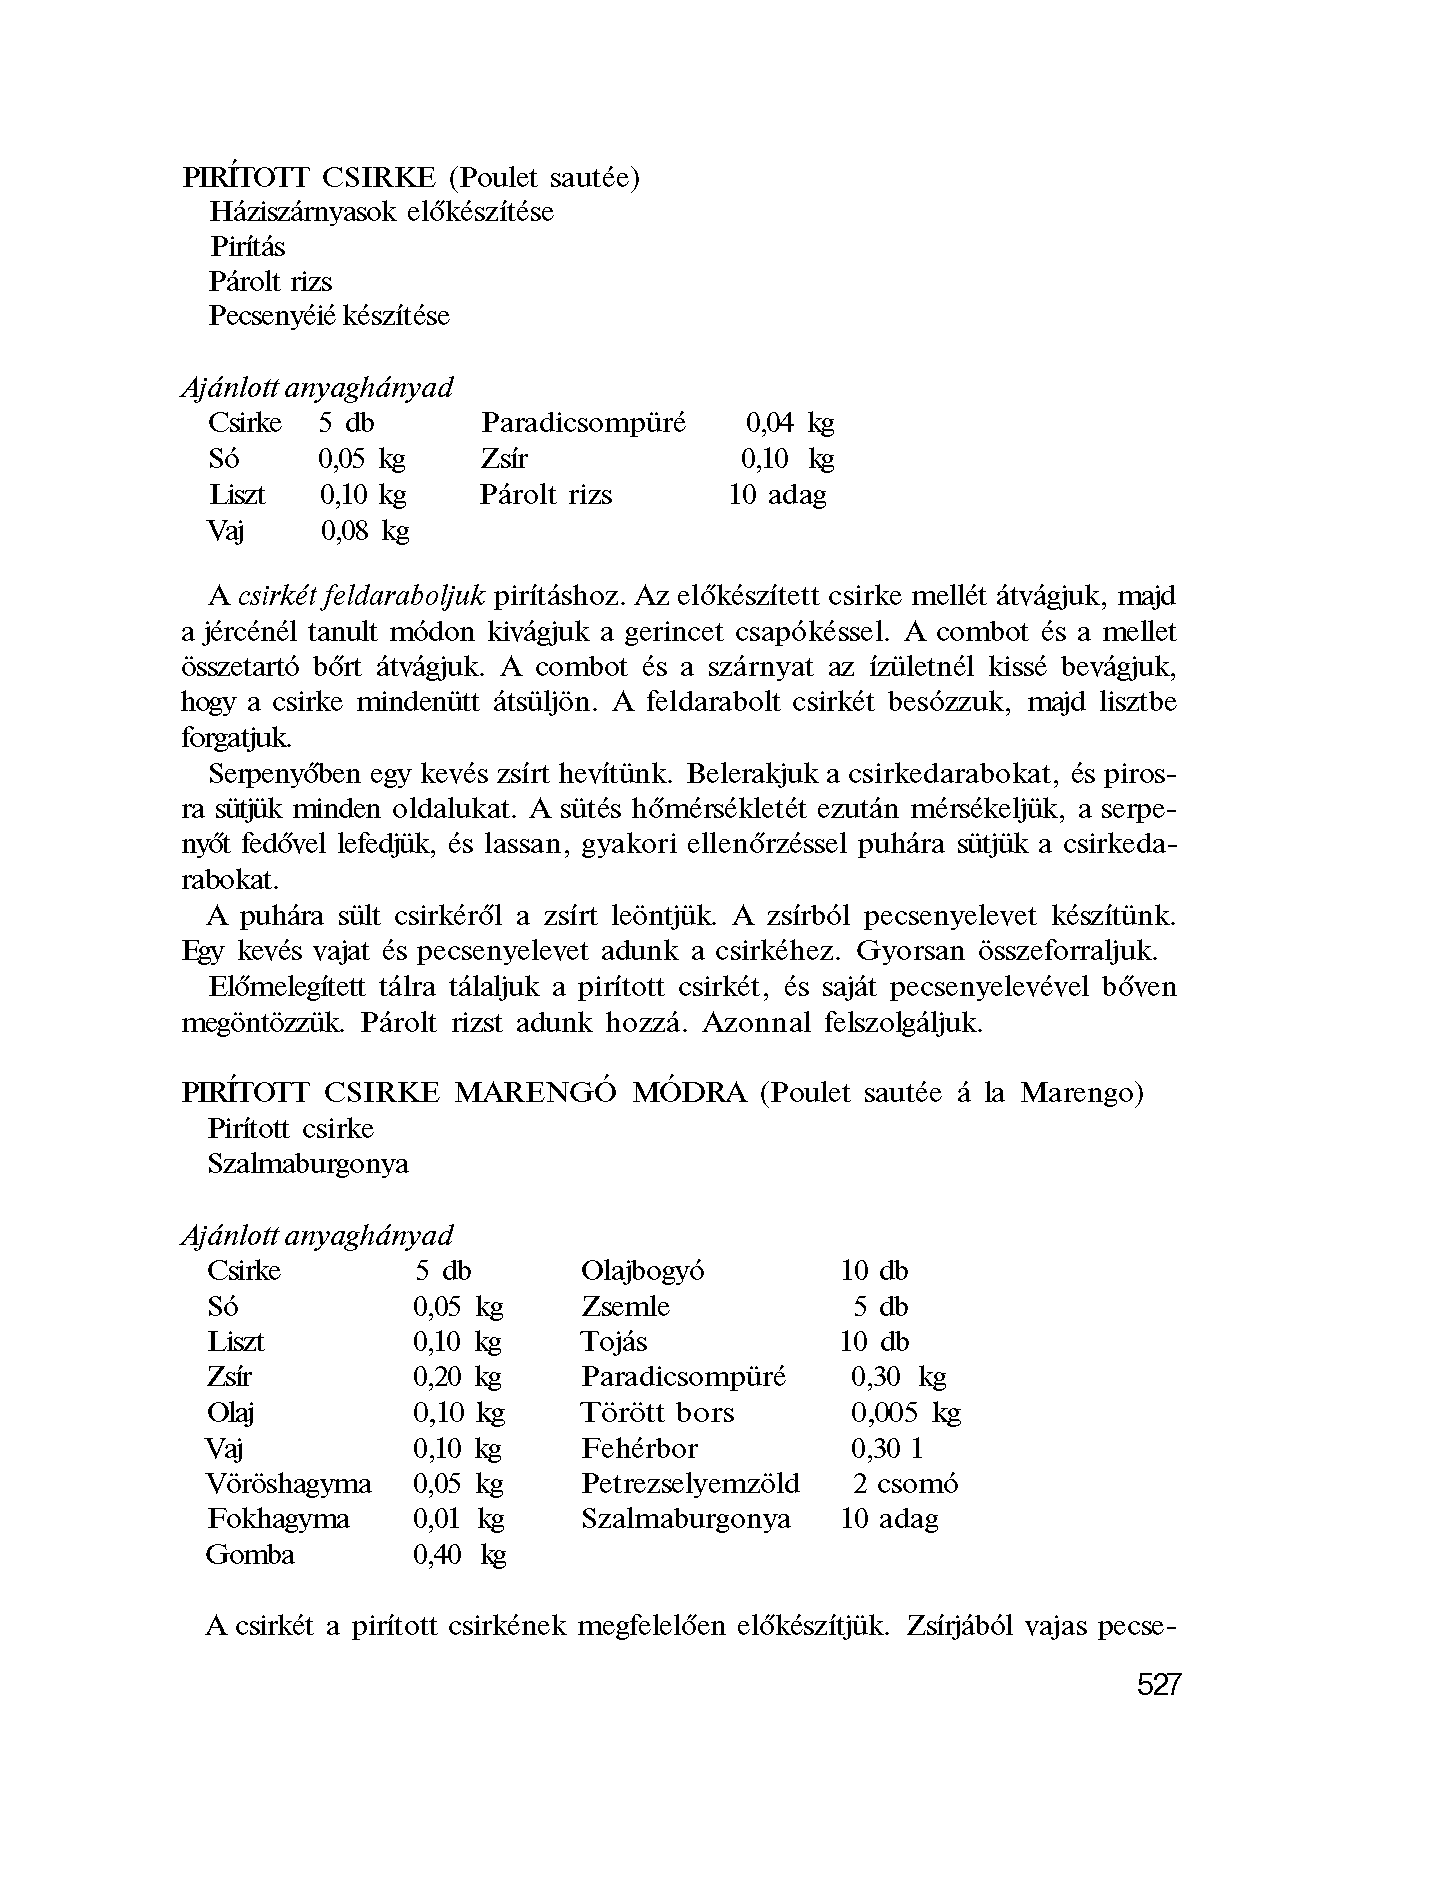 PIRÍTOTT CSIRKE (Poulet sautée)
Háziszárnyasok előkészítése
Pirítás
Párolt rizs
Pecsenyéié készítése
Ajánlott anyaghányad
Csirke 5 db Paradicsompüré 0,04 kg
Só 0,05 kg Zsír 0,10 kg
Liszt 0,10 kg Párolt rizs 10 adag
Vaj 0,08 kg
A csirkét feldaraboljuk pirításhoz. Az előkészített csirke mellét átvágjuk, majd
a jércénél tanult módon kivágjuk a gerincet csapókéssel. A combot és a mellet
összetartó bőrt átvágjuk. A combot és a szárnyat az ízületnél kissé bevágjuk,
hogy a csirke mindenütt átsüljön. A feldarabolt csirkét besózzuk, majd lisztbe
forgatjuk.
Serpenyőben egy kevés zsírt hevítünk. Belerakjuk a csirkedarabokat, és piros-
ra sütjük minden oldalukat. A sütés hőmérsékletét ezután mérsékeljük, a serpe-
nyőt fedővel lefedjük, és lassan, gyakori ellenőrzéssel puhára sütjük a csirkeda-
rabokat.
A puhára sült csirkéről a zsírt leöntjük. A zsírból pecsenyelevet készítünk.
Egy kevés vajat és pecsenyelevet adunk a csirkéhez. Gyorsan összeforraljuk.
Előmelegített tálra tálaljuk a pirított csirkét, és saját pecsenyelevével bőven
megöntözzük. Párolt rizst adunk hozzá. Azonnal felszolgáljuk.
PIRÍTOTT CSIRKE MARENGÓ MÓDRA (Poulet sautée á la Marengo)
Pirított csirke
Szalmaburgonya
Ajánlott anyaghányad
Csirke 5 db Olajbogyó 10 db
Só 0,05 kg Zsemle 5 db
Liszt 0,10 kg Tojás 10 db
Zsír 0,20 kg Paradicsompüré 0,30 kg
Olaj 0,10 kg Törött bors 0,005 kg
Vaj 0,10 kg Fehérbor 0,30 l
Vöröshagyma 0,05 kg Petrezselyemzöld 2 csomó
Fokhagyma 0,01 kg Szalmaburgonya 10 adag
Gomba 0,40 kg
A csirkét a pirított csirkének megfelelően előkészítjük. Zsírjából vajas pecse-
527